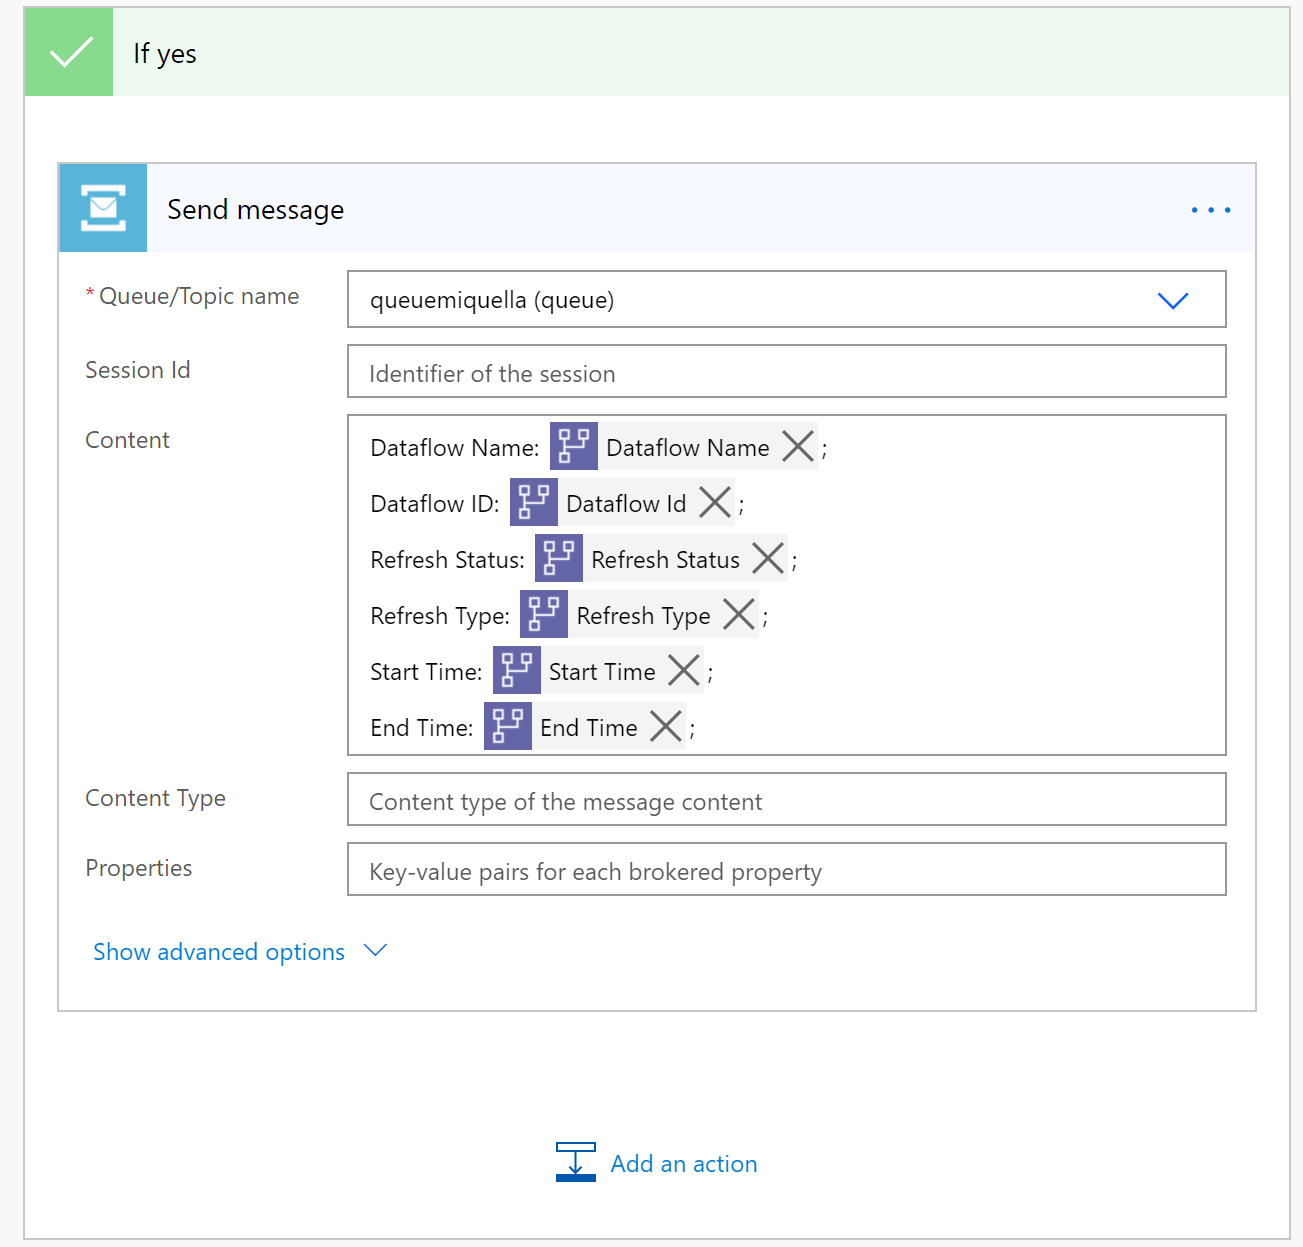 If yes
Send message
* Queue/Topic name
queuemiquella (queue)
Session Id
Identifier of the session
Content
Dataflow Name: Dataflow Name ;
Dataflow ID: Dataflow Id ;
Refresh Status: Refresh Status ;
Refresh Type: Refresh Type ;
Start Time: Start Time ;
End Time: End Time ;
Content Type
Content type of the message content
Properties
Key-value pairs for each brokered property
Show advanced options
Add an action